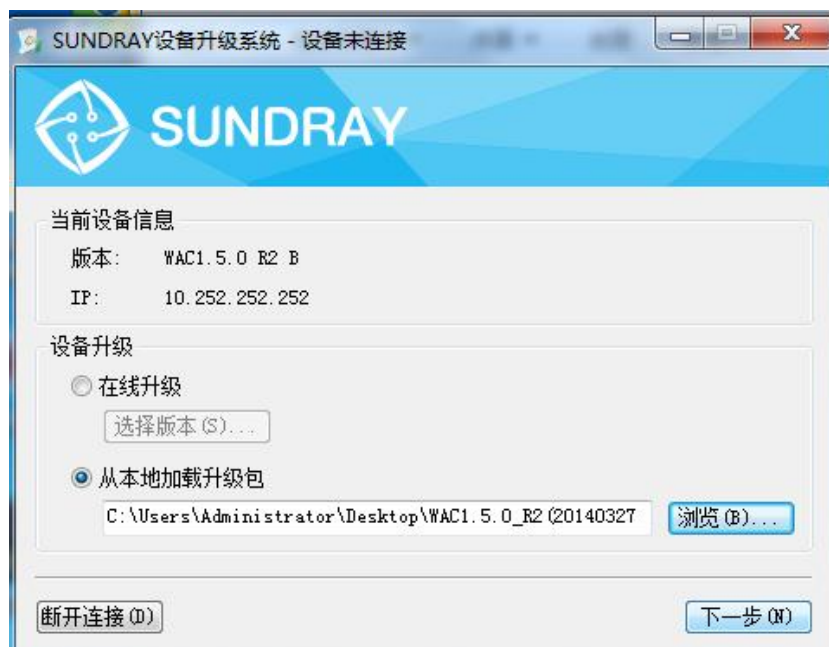 SUNDRAY设备升级系统 - 设备未连接
SUNDRAY
当前设备信息
版本: WAC1.5.0 R2 B
IP: 10.252.252.252
设备升级
在线升级
选择版本(S)...
从本地加载升级包
C:\Users\Administrator\Desktop\WAC1.5.0_R2(20140327 浏览(B)...
断开连接(D) 下一步(N)